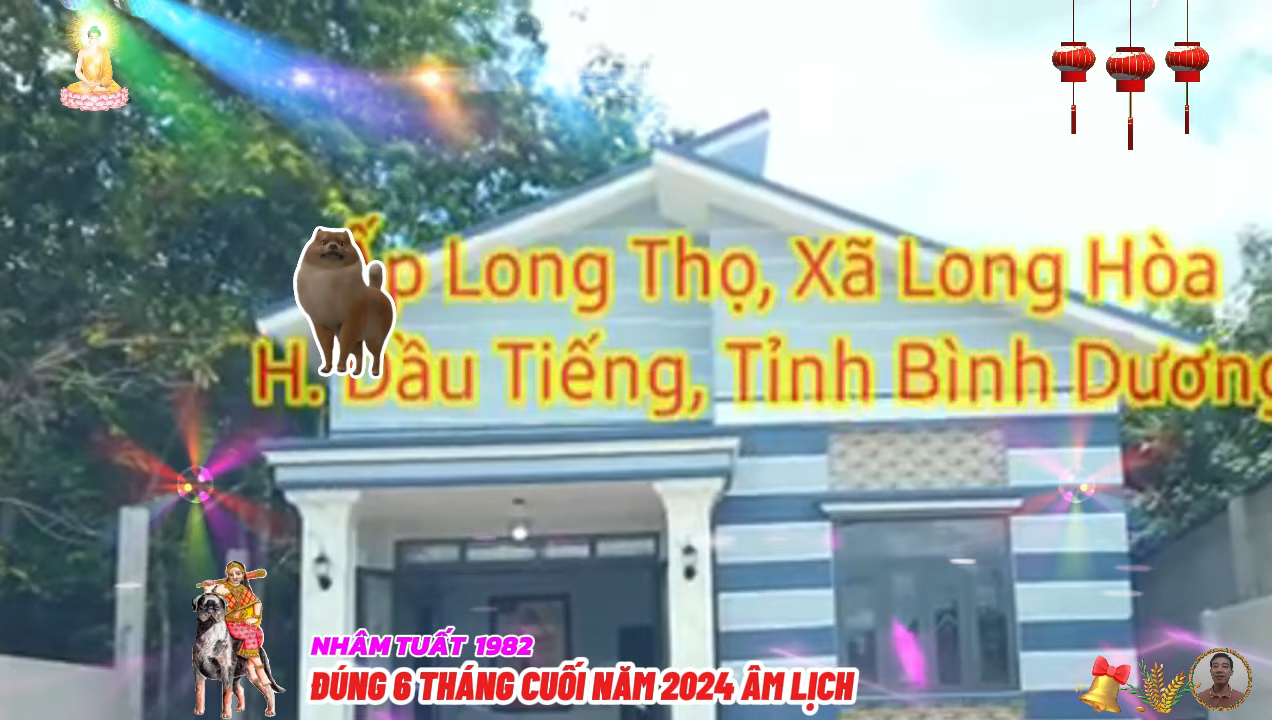 Ấp Long Thọ, Xã Long Hòa
H. Dầu Tiếng, Tỉnh Bình Dương
NHÂM TUẤT 1982
ĐÚNG 6 THÁNG CUỐI NĂM 2024 ÂM LỊCH